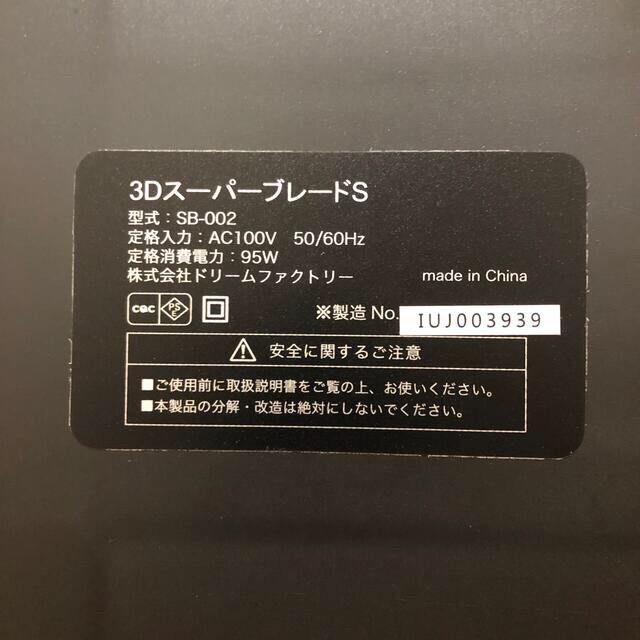 3DスーパーブレードS
型式：SB-002
定格入力：AC100V 50/60Hz
定格消費電力：95W
株式会社ドリームファクトリー made in China
CQC PSE ※製造 No. IUJ003939
安全に関するご注意
■ご使用前に取扱説明書をご覧の上、お使いください。
■本製品の分解・改造は絶対にしないでください。